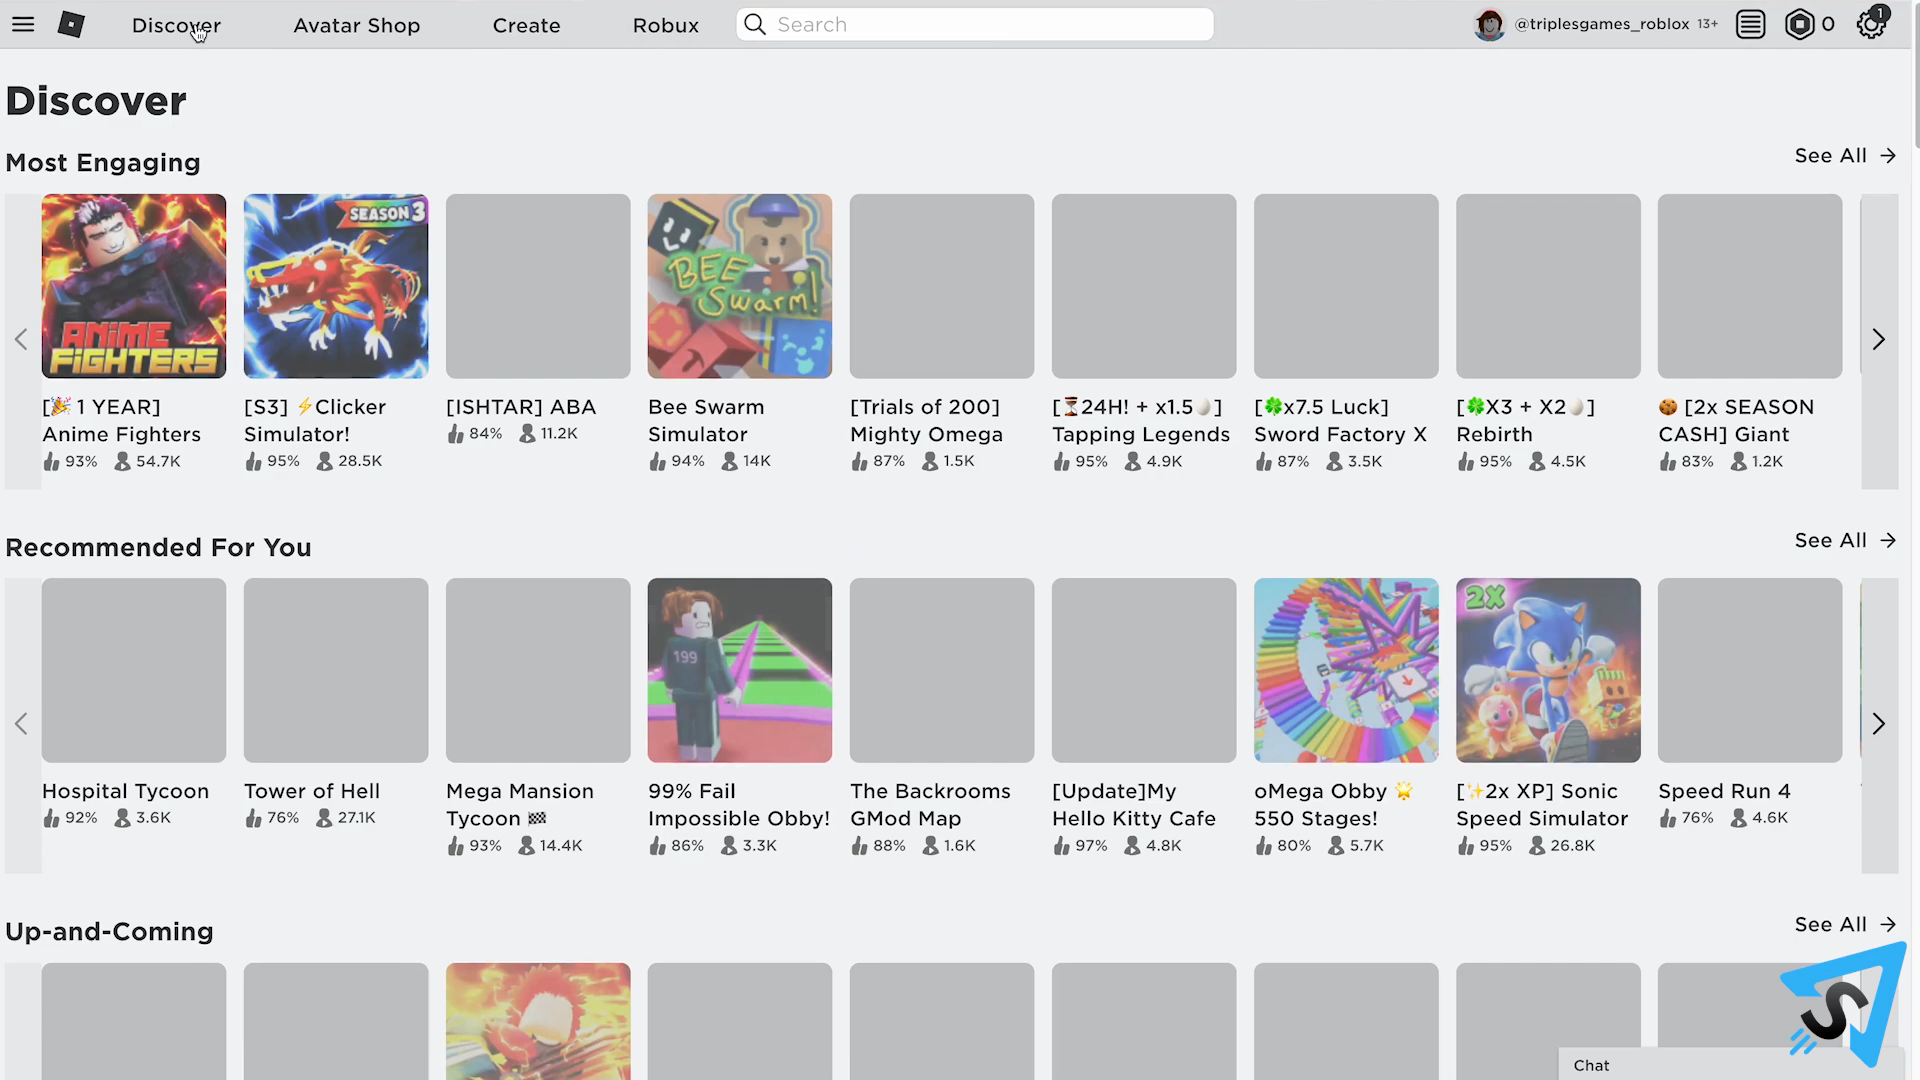 Discover
Avatar Shop
Create
Robux
Search
@triplesgames_roblox 13+
0
1
Discover
Most Engaging
See All →
SEASON 3
ANIME
FIGHTERS
BEE
Swarm!
[🎉 1 YEAR]
Anime Fighters
93% 54.7K
[S3] ⚡Clicker
Simulator!
95% 28.5K
[ISHTAR] ABA
84% 11.2K
Bee Swarm
Simulator
94% 14K
[Trials of 200]
Mighty Omega
87% 1.5K
[⏳24H! + x1.5🥚]
Tapping Legends
95% 4.9K
[🍀x7.5 Luck]
Sword Factory X
87% 3.5K
[🍀X3 + X2🥚]
Rebirth
95% 4.5K
🍪 [2x SEASON
CASH] Giant
83% 1.2K
Recommended For You
See All →
199
2X
Hospital Tycoon
92% 3.6K
Tower of Hell
76% 27.1K
Mega Mansion
Tycoon 🏁
93% 14.4K
99% Fail
Impossible Obby!
86% 3.3K
The Backrooms
GMod Map
88% 1.6K
[Update]My
Hello Kitty Cafe
97% 4.8K
oMega Obby 🌟
550 Stages!
80% 5.7K
[✨2x XP] Sonic
Speed Simulator
95% 26.8K
Speed Run 4
76% 4.6K
Up-and-Coming
See All →
S
Chat